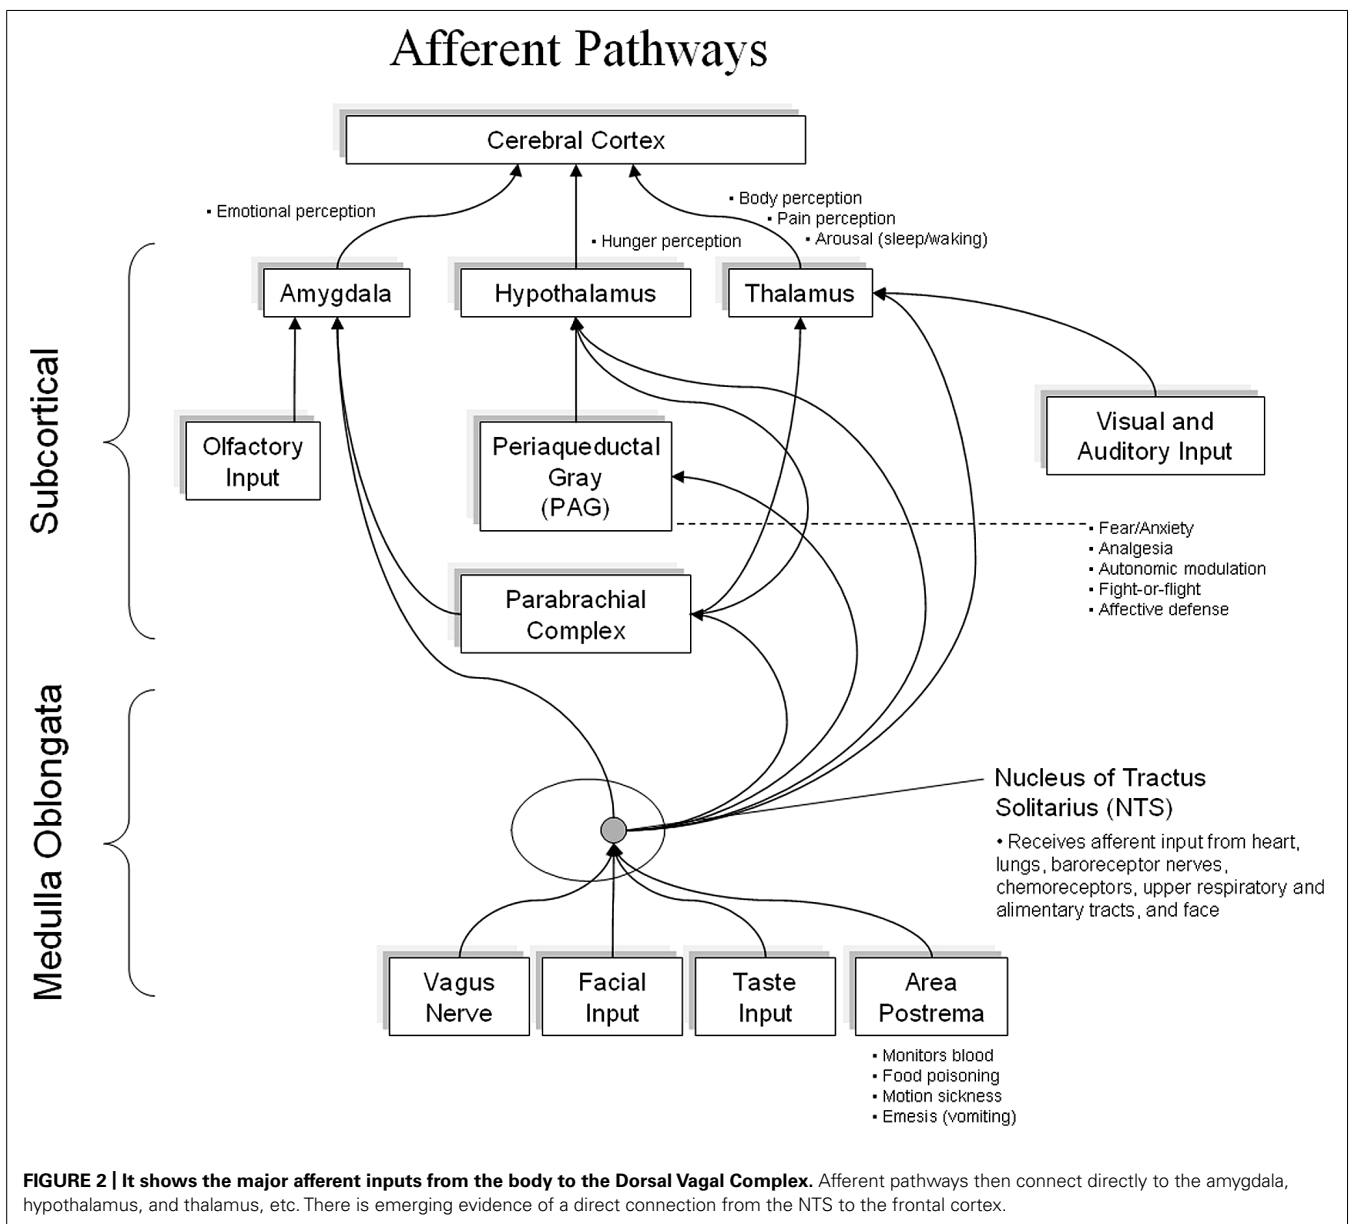 Afferent Pathways
Cerebral Cortex
▪ Emotional perception
▪ Body perception
▪ Pain perception
▪ Arousal (sleep/waking)
▪ Hunger perception
Subcortical
Amygdala
Hypothalamus
Thalamus
Olfactory
Input
Periaqueductal
Gray
(PAG)
Visual and
Auditory Input
▪ Fear/Anxiety
▪ Analgesia
▪ Autonomic modulation
▪ Fight-or-flight
▪ Affective defense
Parabrachial
Complex
Medulla Oblongata
Nucleus of Tractus
Solitarius (NTS)
• Receives afferent input from heart,
lungs, baroreceptor nerves,
chemoreceptors, upper respiratory and
alimentary tracts, and face
Vagus
Nerve
Facial
Input
Taste
Input
Area
Postrema
▪ Monitors blood
▪ Food poisoning
▪ Motion sickness
▪ Emesis (vomiting)
FIGURE 2 | It shows the major afferent inputs from the body to the Dorsal Vagal Complex. Afferent pathways then connect directly to the amygdala,
hypothalamus, and thalamus, etc. There is emerging evidence of a direct connection from the NTS to the frontal cortex.